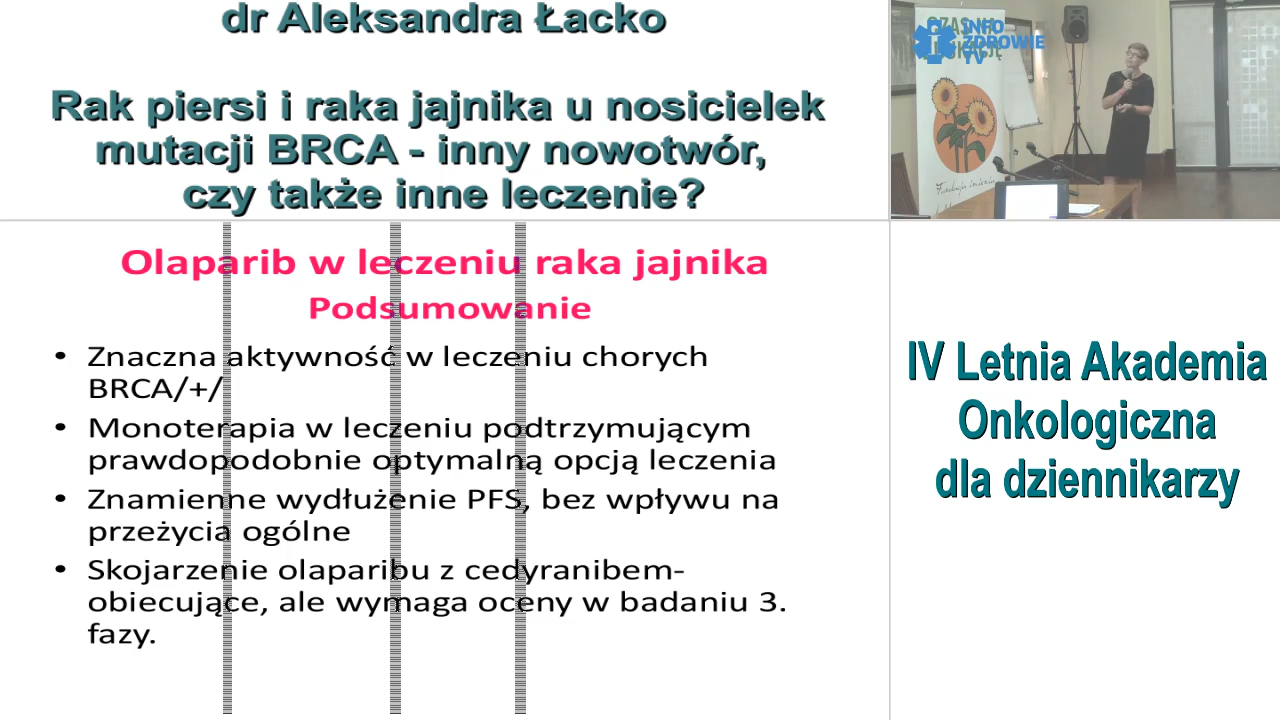 dr Aleksandra Łacko
Rak piersi i raka jajnika u nosicielek
mutacji BRCA - inny nowotwór,
czy także inne leczenie?
INFO
ZDROWIE
TV
Fundacja imienia
Olaparib w leczeniu raka jajnika
Podsumowanie
• Znaczna aktywność w leczeniu chorych
BRCA/+/
• Monoterapia w leczeniu podtrzymującym
prawdopodobnie optymalną opcją leczenia
• Znamienne wydłużenie PFS, bez wpływu na
przeżycia ogólne
• Skojarzenie olaparibu z cedyranibem-
obiecujące, ale wymaga oceny w badaniu 3.
fazy.
IV Letnia Akademia
Onkologiczna
dla dziennikarzy